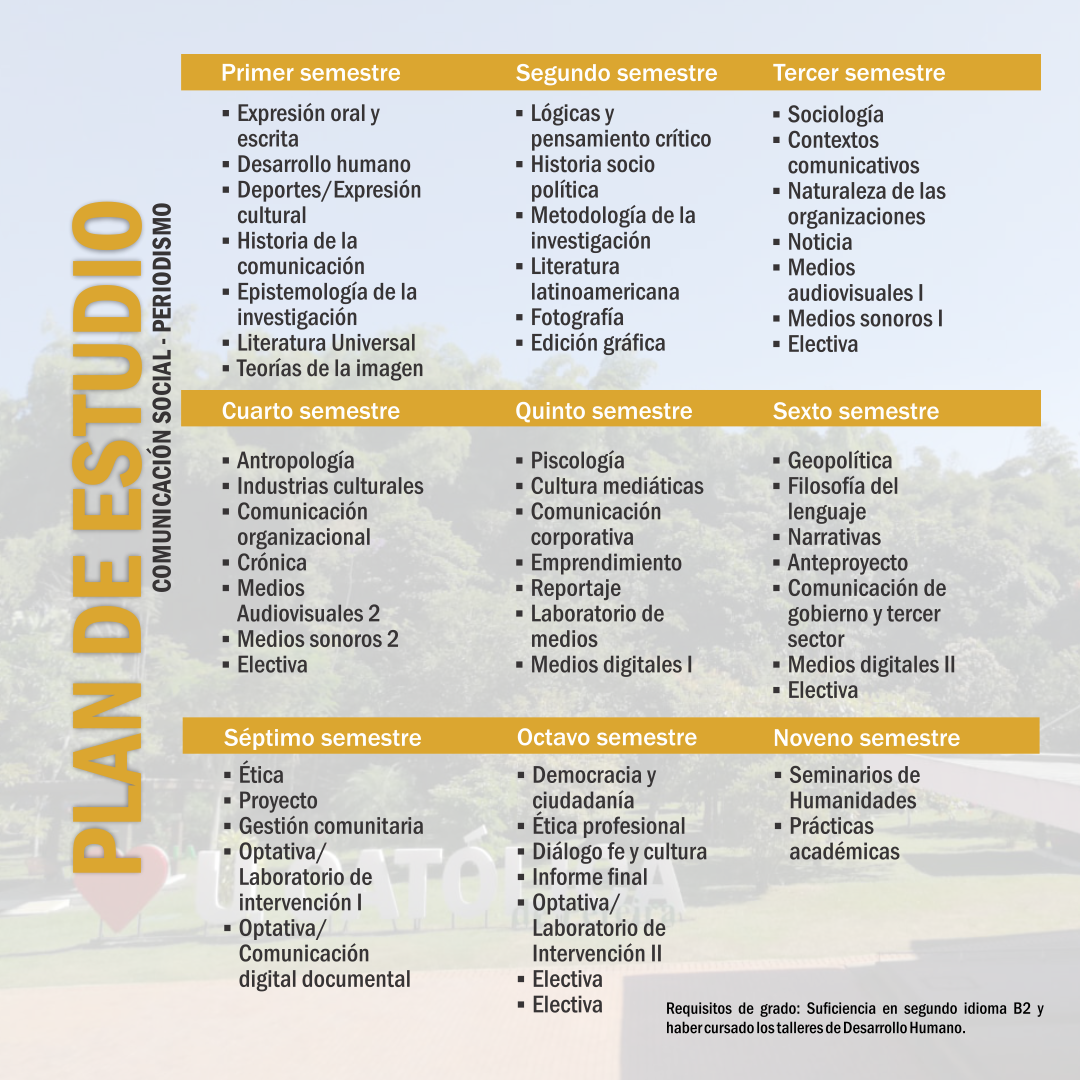 PLAN DE ESTUDIO
COMUNICACIÓN SOCIAL - PERIODISMO
Primer semestre
▪ Expresión oral y
escrita
▪ Desarrollo humano
▪ Deportes/Expresión
cultural
▪ Historia de la
comunicación
▪ Epistemología de la
investigación
▪ Literatura Universal
▪ Teorías de la imagen
Segundo semestre
▪ Lógicas y
pensamiento crítico
▪ Historia socio
política
▪ Metodología de la
investigación
▪ Literatura
latinoamericana
▪ Fotografía
▪ Edición gráfica
Tercer semestre
▪ Sociología
▪ Contextos
comunicativos
▪ Naturaleza de las
organizaciones
▪ Noticia
▪ Medios
audiovisuales I
▪ Medios sonoros I
▪ Electiva
Cuarto semestre
▪ Antropología
▪ Industrias culturales
▪ Comunicación
organizacional
▪ Crónica
▪ Medios
Audiovisuales 2
▪ Medios sonoros 2
▪ Electiva
Quinto semestre
▪ Piscología
▪ Cultura mediáticas
▪ Comunicación
corporativa
▪ Emprendimiento
▪ Reportaje
▪ Laboratorio de
medios
▪ Medios digitales I
Sexto semestre
▪ Geopolítica
▪ Filosofía del
lenguaje
▪ Narrativas
▪ Anteproyecto
▪ Comunicación de
gobierno y tercer
sector
▪ Medios digitales II
▪ Electiva
Séptimo semestre
▪ Ética
▪ Proyecto
▪ Gestión comunitaria
▪ Optativa/
Laboratorio de
intervención I
▪ Optativa/
Comunicación
digital documental
Octavo semestre
▪ Democracia y
ciudadanía
▪ Ética profesional
▪ Diálogo fe y cultura
▪ Informe final
▪ Optativa/
Laboratorio de
Intervención II
▪ Electiva
▪ Electiva
Noveno semestre
▪ Seminarios de
Humanidades
▪ Prácticas
académicas
Requisitos de grado: Suficiencia en segundo idioma B2 y
haber cursado los talleres de Desarrollo Humano.